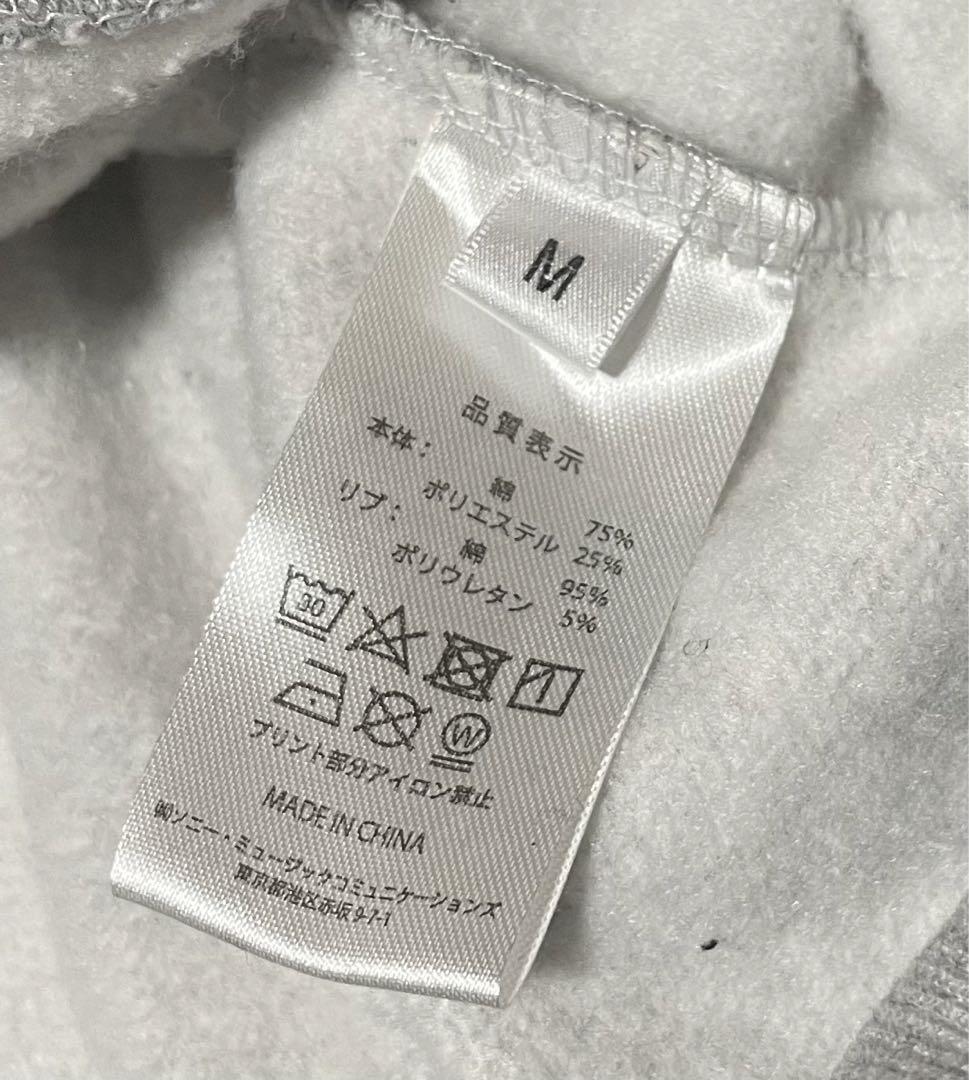 M
品質表示
本体： 綿 75%
ポリエステル 25%
リブ： 綿 95%
ポリウレタン 5%
30
W
プリント部分アイロン禁止
MADE IN CHINA
㈱ソニー・ミュージックコミュニケーションズ
東京都港区赤坂9-7-1